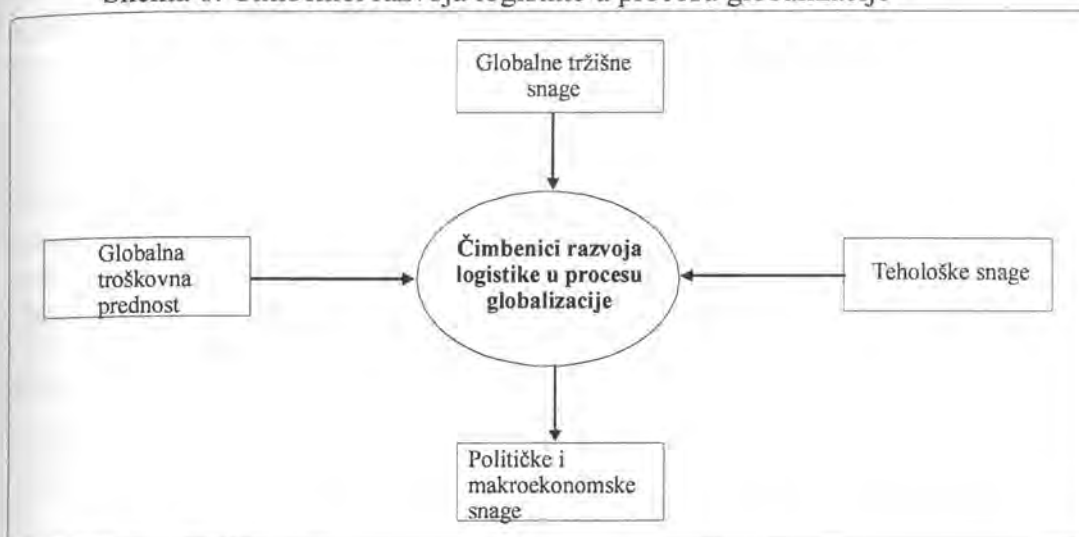 Globalne tržišne
snage
Globalna
troškovna
prednost
Čimbenici razvoja
logistike u procesu
globalizacije
Tehološke snage
Političke i
makroekonomske
snage